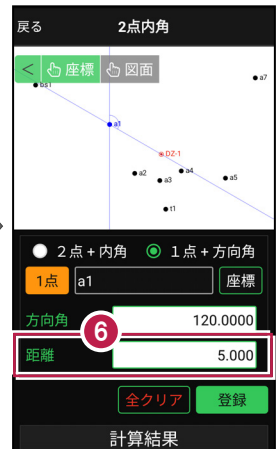 戻る 2点内角
< 座標 図面
bs1
a7
a1
DZ-1
a2 a3 a4 a5
t1
2点+内角 1点+方向角
1点 a1 座標
方向角 120.0000
6
距離 5.000
全クリア 登録
計算結果